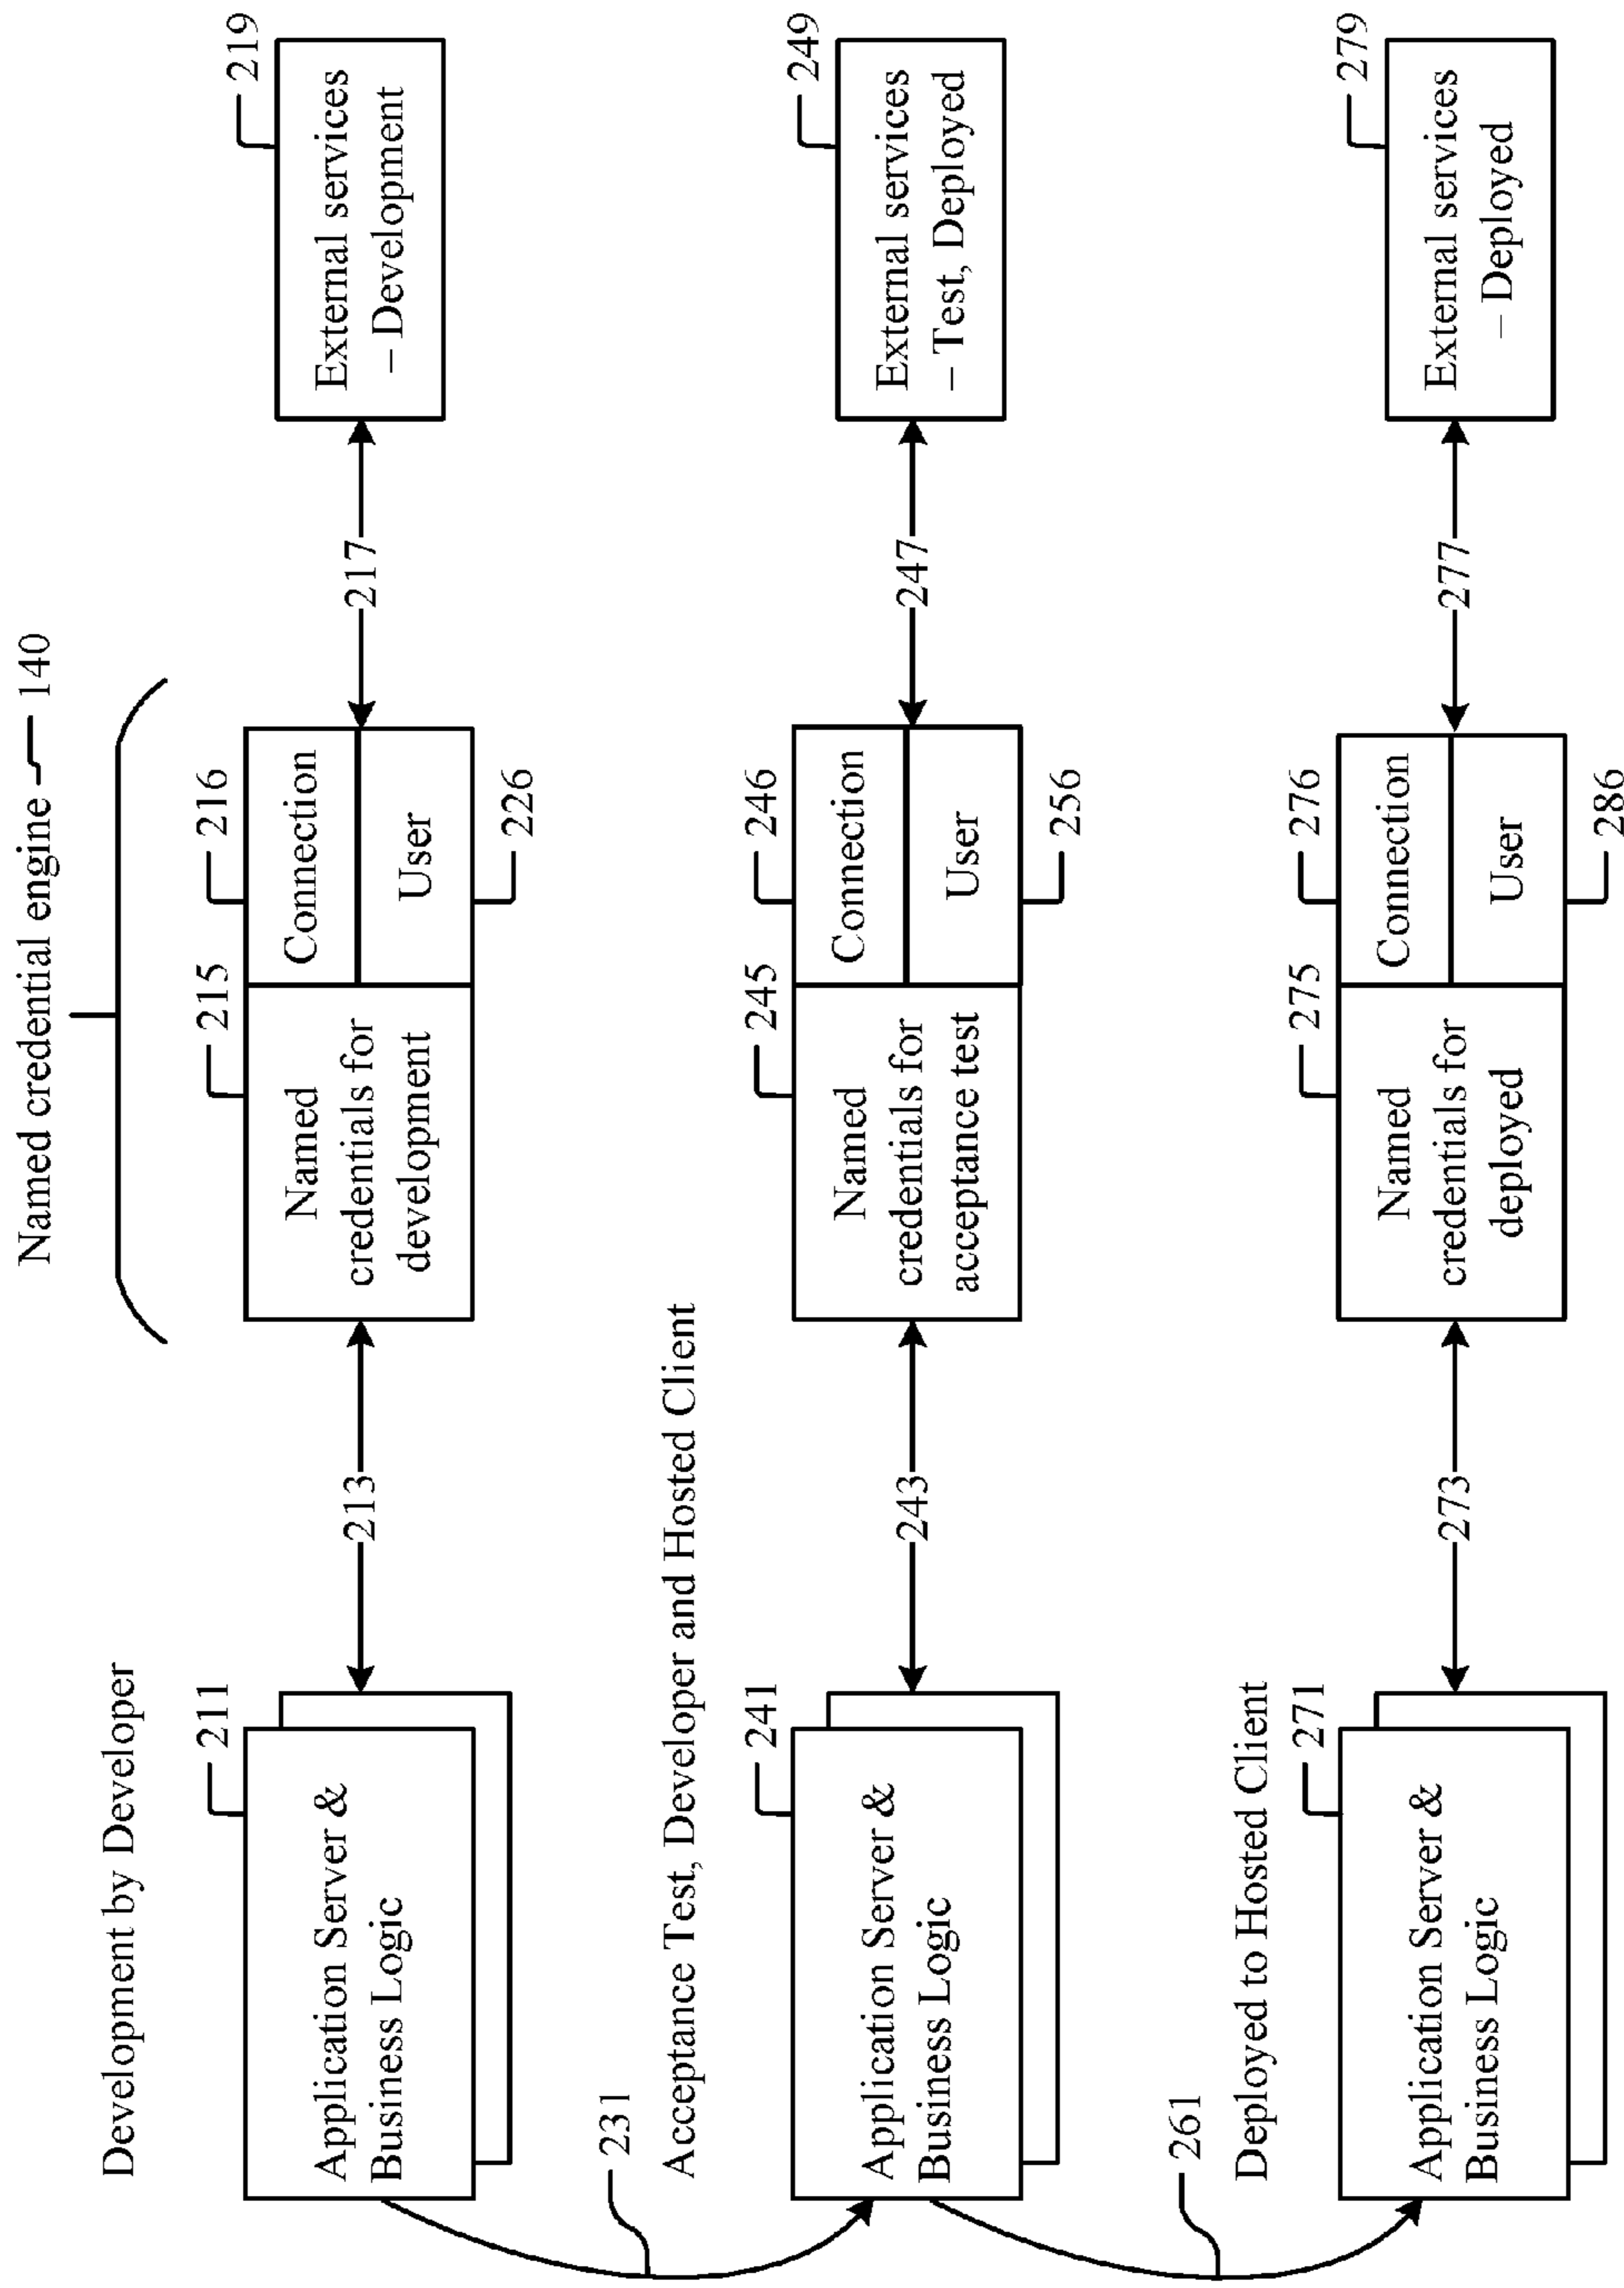 Named credential engine 140
Development by Developer
211
Application Server &
Business Logic
213
215
Named
credentials for
development
216
Connection
User
226
217
219
External services
– Development
231
Acceptance Test, Developer and Hosted Client
241
Application Server &
Business Logic
243
245
Named
credentials for
acceptance test
246
Connection
User
256
247
249
External services
– Test, Deployed
261
Deployed to Hosted Client
271
Application Server &
Business Logic
273
275
Named
credentials for
deployed
276
Connection
User
286
277
279
External services
– Deployed